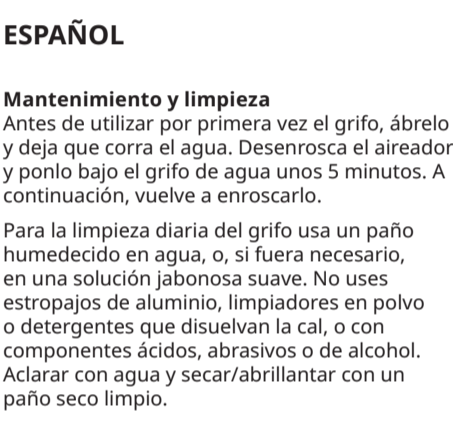 ESPAÑOL
Mantenimiento y limpieza
Antes de utilizar por primera vez el grifo, ábrelo
y deja que corra el agua. Desenrosca el aireador
y ponlo bajo el grifo de agua unos 5 minutos. A
continuación, vuelve a enroscarlo.
Para la limpieza diaria del grifo usa un paño
humedecido en agua, o, si fuera necesario,
en una solución jabonosa suave. No uses
estropajos de aluminio, limpiadores en polvo
o detergentes que disuelvan la cal, o con
componentes ácidos, abrasivos o de alcohol.
Aclarar con agua y secar/abrillantar con un
paño seco limpio.